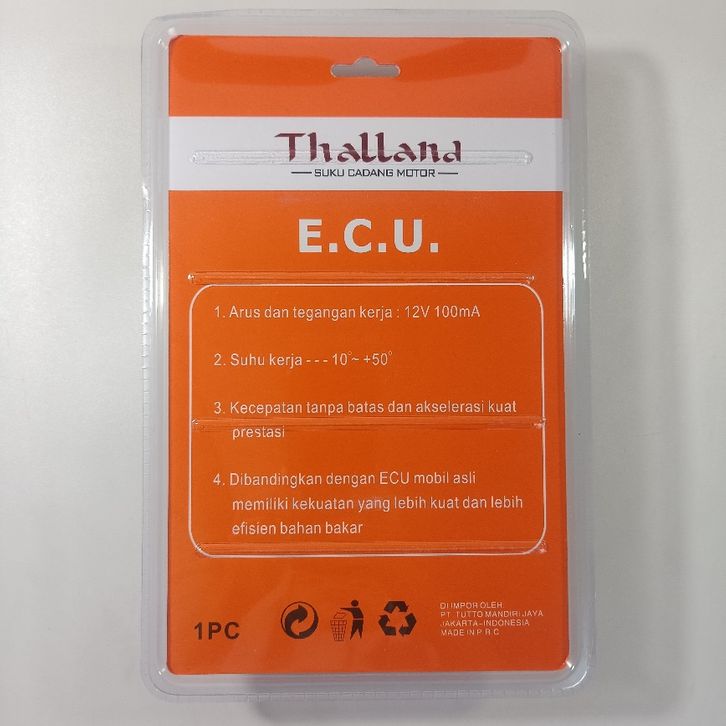 Thalland
SUKU CADANG MOTOR
E.C.U.
1. Arus dan tegangan kerja : 12V 100mA
2. Suhu kerja - - - 10°~ +50°
3. Kecepatan tanpa batas dan akselerasi kuat
prestasi
4. Dibandingkan dengan ECU mobil asli
memiliki kekuatan yang lebih kuat dan lebih
efisien bahan bakar
1PC
DI IMPOR OLEH:
PT. TUTTO MANDIRI JAYA
JAKARTA-INDONESIA
MADE IN P R C